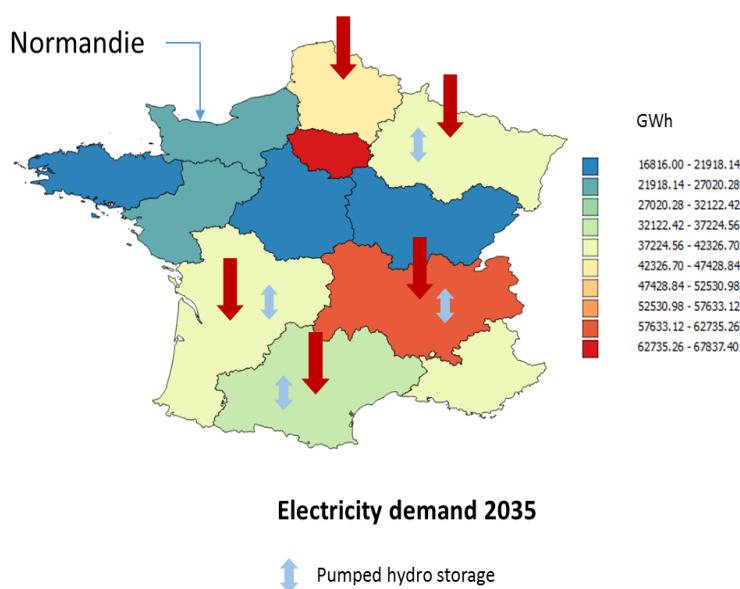 Normandie
GWh
16816.00 - 21918.14
21918.14 - 27020.28
27020.28 - 32122.42
32122.42 - 37224.56
37224.56 - 42326.70
42326.70 - 47428.84
47428.84 - 52530.98
52530.98 - 57633.12
57633.12 - 62735.26
62735.26 - 67837.40
Electricity demand 2035
Pumped hydro storage